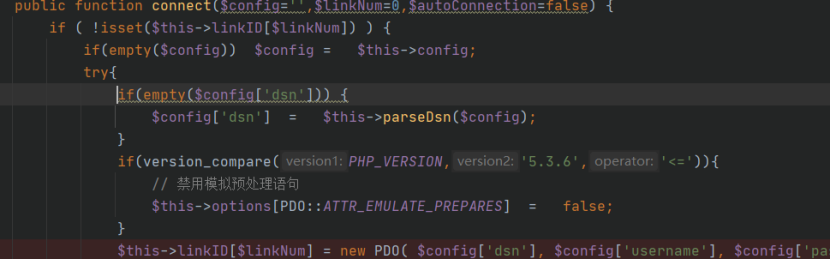 public function connect($config='',$linkNum=0,$autoConnection=false) {
if ( !isset($this->linkID[$linkNum]) ) {
if(empty($config))  $config =   $this->config;
try{
if(empty($config['dsn'])) {
$config['dsn']  =   $this->parseDsn($config);
}
if(version_compare( version1: PHP_VERSION, version2: '5.3.6', operator: '<=')){
// 禁用模拟预处理语句
$this->options[PDO::ATTR_EMULATE_PREPARES]  =   false;
}
$this->linkID[$linkNum] = new PDO( $config['dsn'], $config['username'], $config['pa